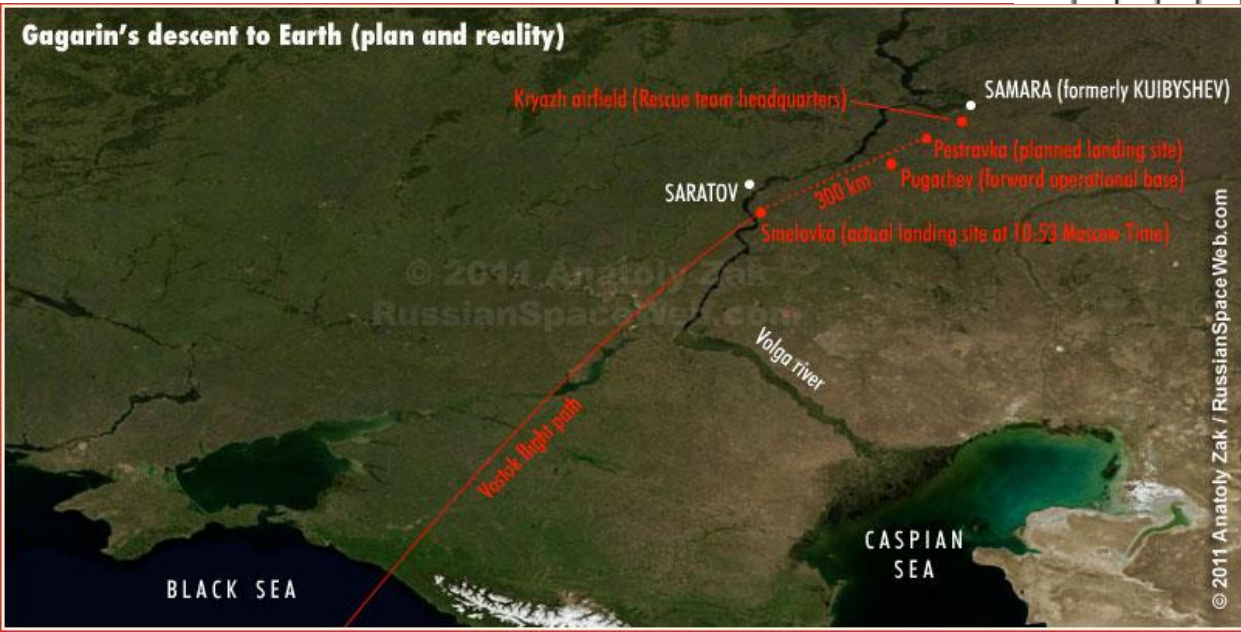 Gagarin's descent to Earth (plan and reality)
SAMARA (formerly KUIBYSHEV)
Kryazh airfield (Rescue team headquarters)
Pestravka (planned landing site)
Pugachev (forward operational base)
SARATOV
300 km
Smelovka (actual landing site at 10:53 Moscow Time)
© 2011 Anatoly Zak
RussianSpaceWeb.com
Volga river
Vostok flight path
CASPIAN
SEA
BLACK SEA
© 2011 Anatoly Zak / RussianSpaceWeb.com